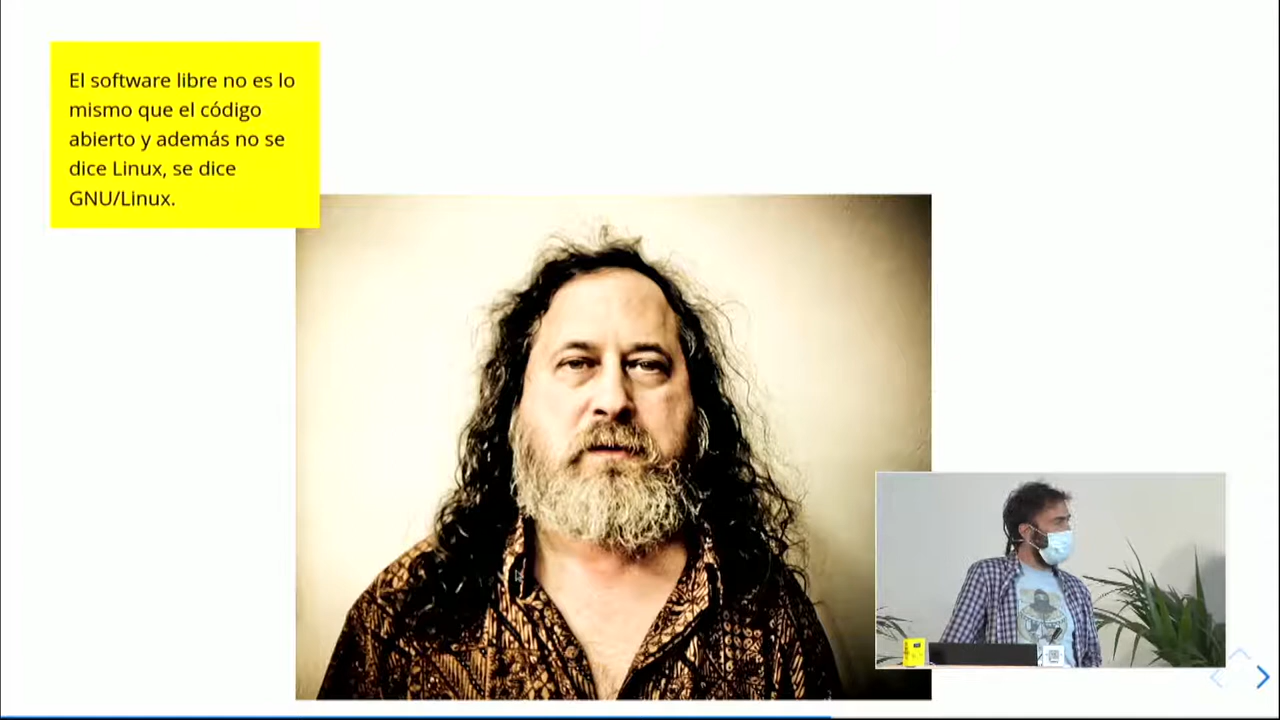 El software libre no es lo
mismo que el código
abierto y además no se
dice Linux, se dice
GNU/Linux.